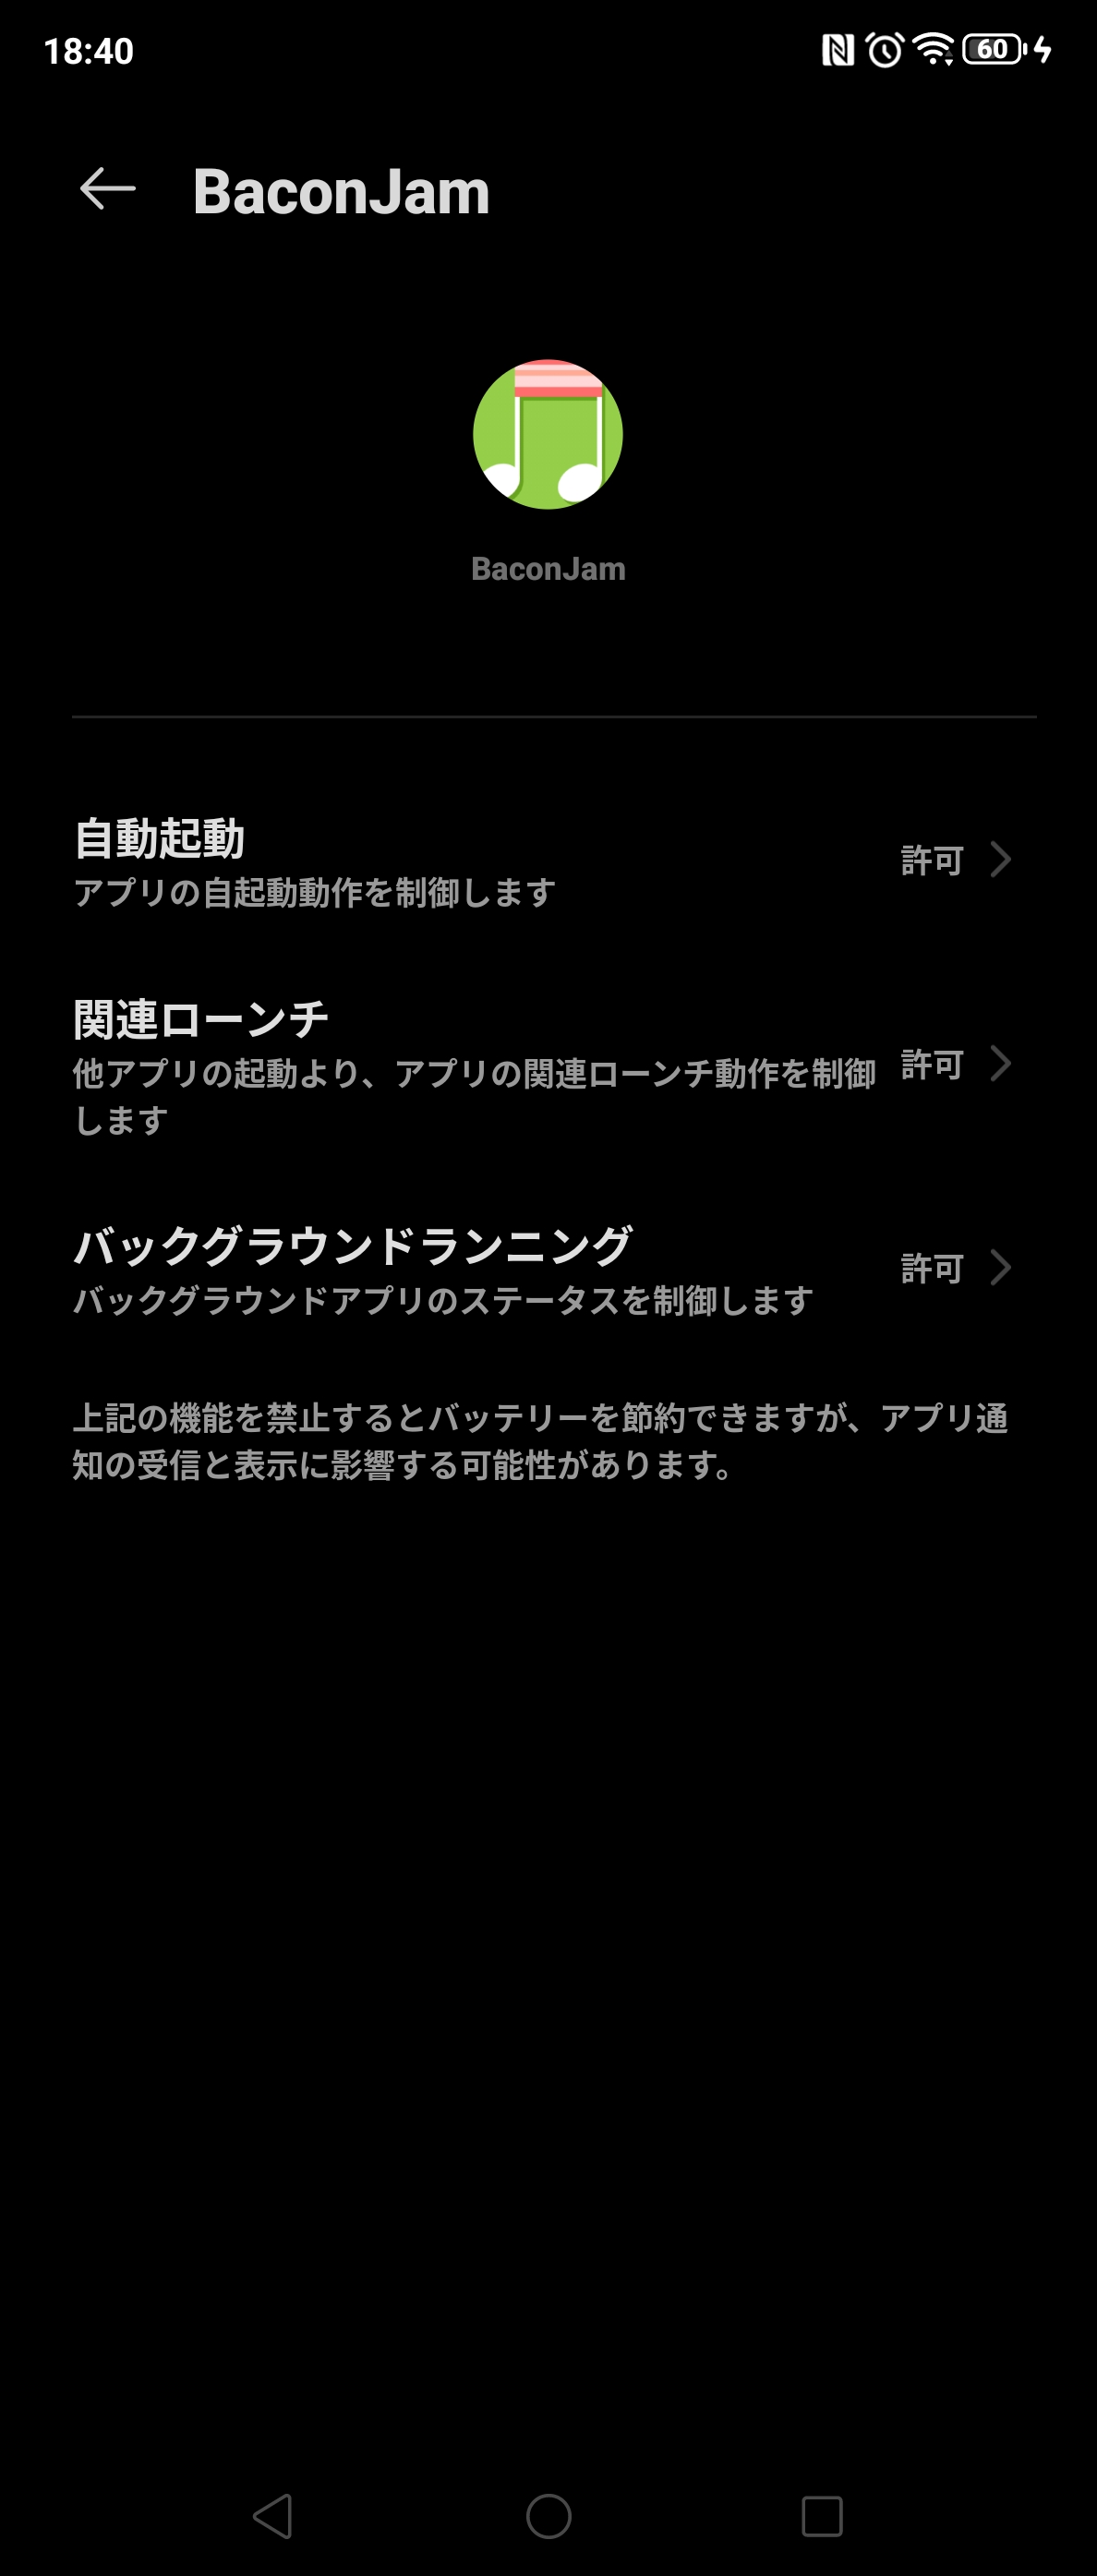 18:40
60
BaconJam
BaconJam
自動起動
アプリの自起動動作を制御します
許可
関連ローンチ
他アプリの起動より、アプリの関連ローンチ動作を制御
します
許可
バックグラウンドランニング
バックグラウンドアプリのステータスを制御します
許可
上記の機能を禁止するとバッテリーを節約できますが、アプリ通
知の受信と表示に影響する可能性があります。